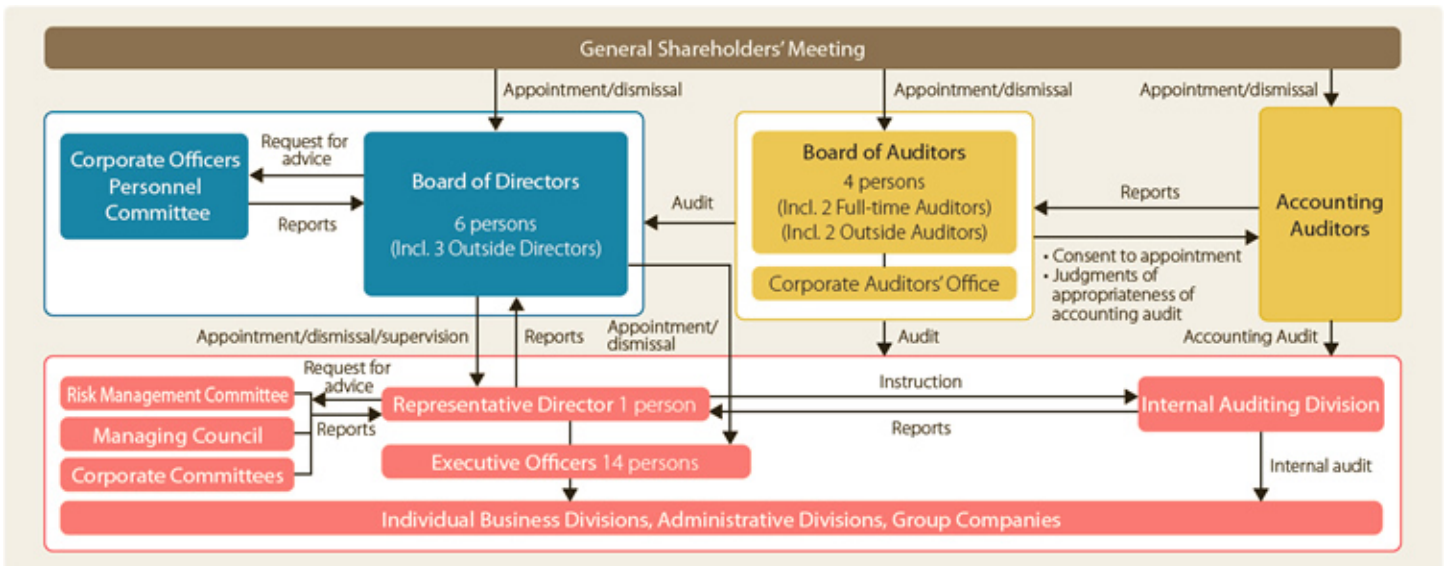 General Shareholders' Meeting
Appointment/dismissal
Appointment/dismissal
Appointment/dismissal
Corporate Officers
Personnel
Committee
Request for
advice
Reports
Board of Directors
6 persons
(Incl. 3 Outside Directors)
Audit
Board of Auditors
4 persons
(Incl. 2 Full-time Auditors)
(Incl. 2 Outside Auditors)
Corporate Auditors' Office
Reports
• Consent to appointment
• Judgments of
appropriateness of
accounting audit
Accounting
Auditors
Appointment/dismissal/supervision
Reports
Appointment/
dismissal
Audit
Accounting Audit
Risk Management Committee
Managing Council
Corporate Committees
Request for
advice
Reports
Representative Director 1 person
Executive Officers 14 persons
Instruction
Reports
Internal Auditing Division
Internal audit
Individual Business Divisions, Administrative Divisions, Group Companies